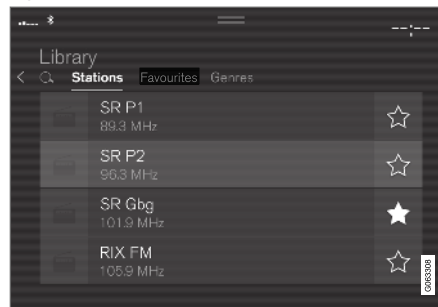 --:--
Library
Stations Favourites Genres
SR P1
89.3 MHz
SR P2
96.3 MHz
SR Gbg
101.9 MHz
RIX FM
105.9 MHz
G063308